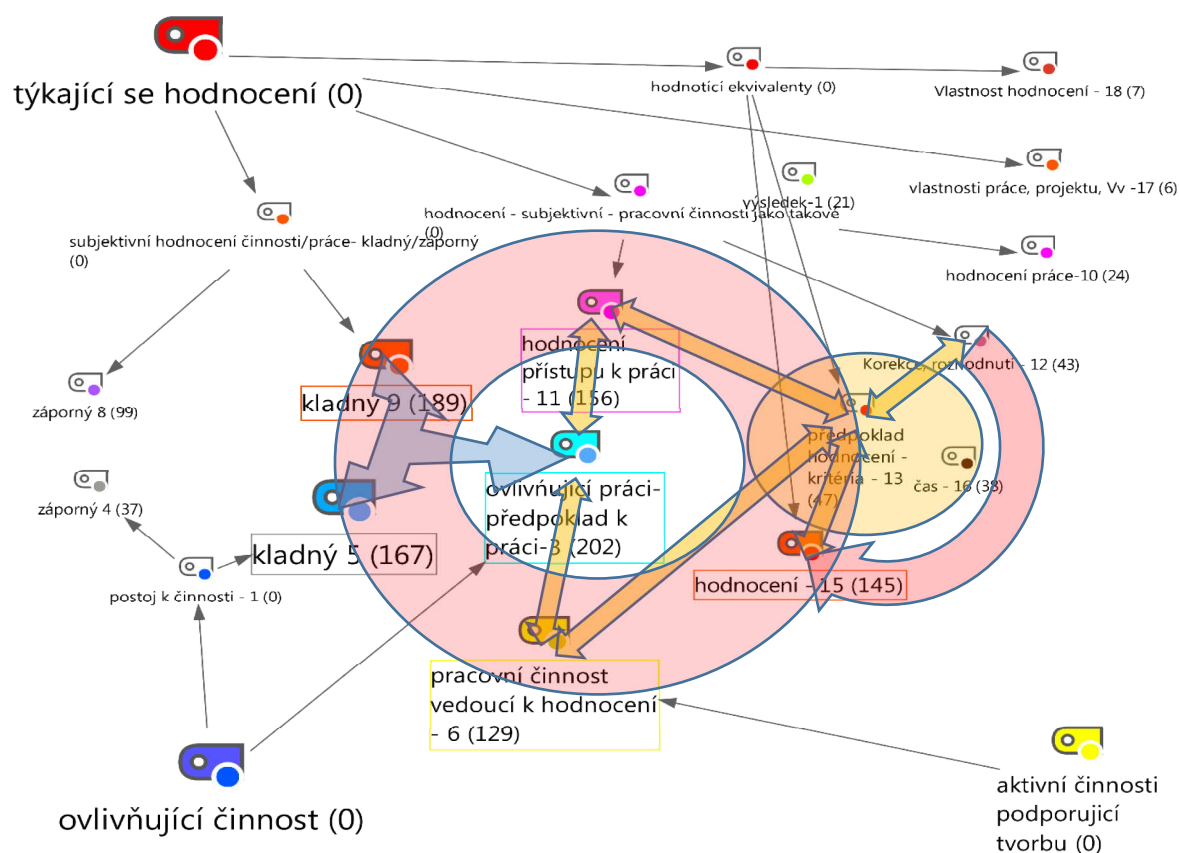 týkající se hodnocení (0)
hodnotící ekvivalenty (0)
Vlastnost hodnocení - 18 (7)
vlastnosti práce, projektu, Vv -17 (6)
výsledek-1 (21)
hodnocení - subjektivní - pracovní činnosti jako takové
(0)
subjektivní hodnocení činnosti/práce- kladný/záporný
(0)
hodnocení práce-10 (24)
hodnocení
přístupu k práci
- 11 (156)
Korekce, rozhodnutí - 12 (43)
záporný 8 (99)
kladny 9 (189)
předpoklad
hodnocení -
kritéria - 13
(47)
čas - 16 (38)
záporný 4 (37)
kladný 5 (167)
ovlivňující práci-
předpoklad k
práci-3 (202)
hodnocení - 15 (145)
postoj k činnosti - 1 (0)
pracovní činnost
vedoucí k hodnocení
- 6 (129)
ovlivňující činnost (0)
aktivní činnosti
podporujicí
tvorbu (0)